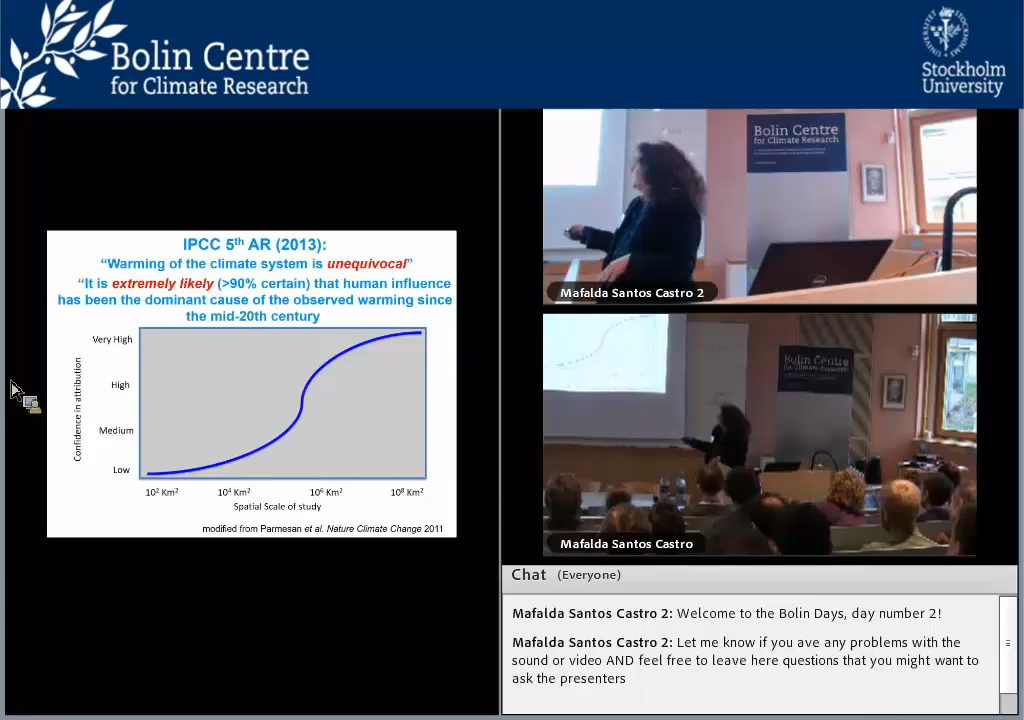 Bolin Centre
for Climate Research
Stockholm
University
IPCC 5th AR (2013):
“Warming of the climate system is unequivocal”
“It is extremely likely (>90% certain) that human influence
has been the dominant cause of the observed warming since
the mid-20th century
Confidence in attribution
Very High
High
Medium
Low
10² Km²
10⁴ Km²
10⁶ Km²
10⁸ Km²
Spatial Scale of study
modified from Parmesan et al. Nature Climate Change 2011
Bolin Centre
for Climate Research
Mafalda Santos Castro 2
Bolin Centre
for Climate Research
Mafalda Santos Castro
Chat (Everyone)
Mafalda Santos Castro 2: Welcome to the Bolin Days, day number 2!
Mafalda Santos Castro 2: Let me know if you ave any problems with the
sound or video AND feel free to leave here questions that you might want to
ask the presenters